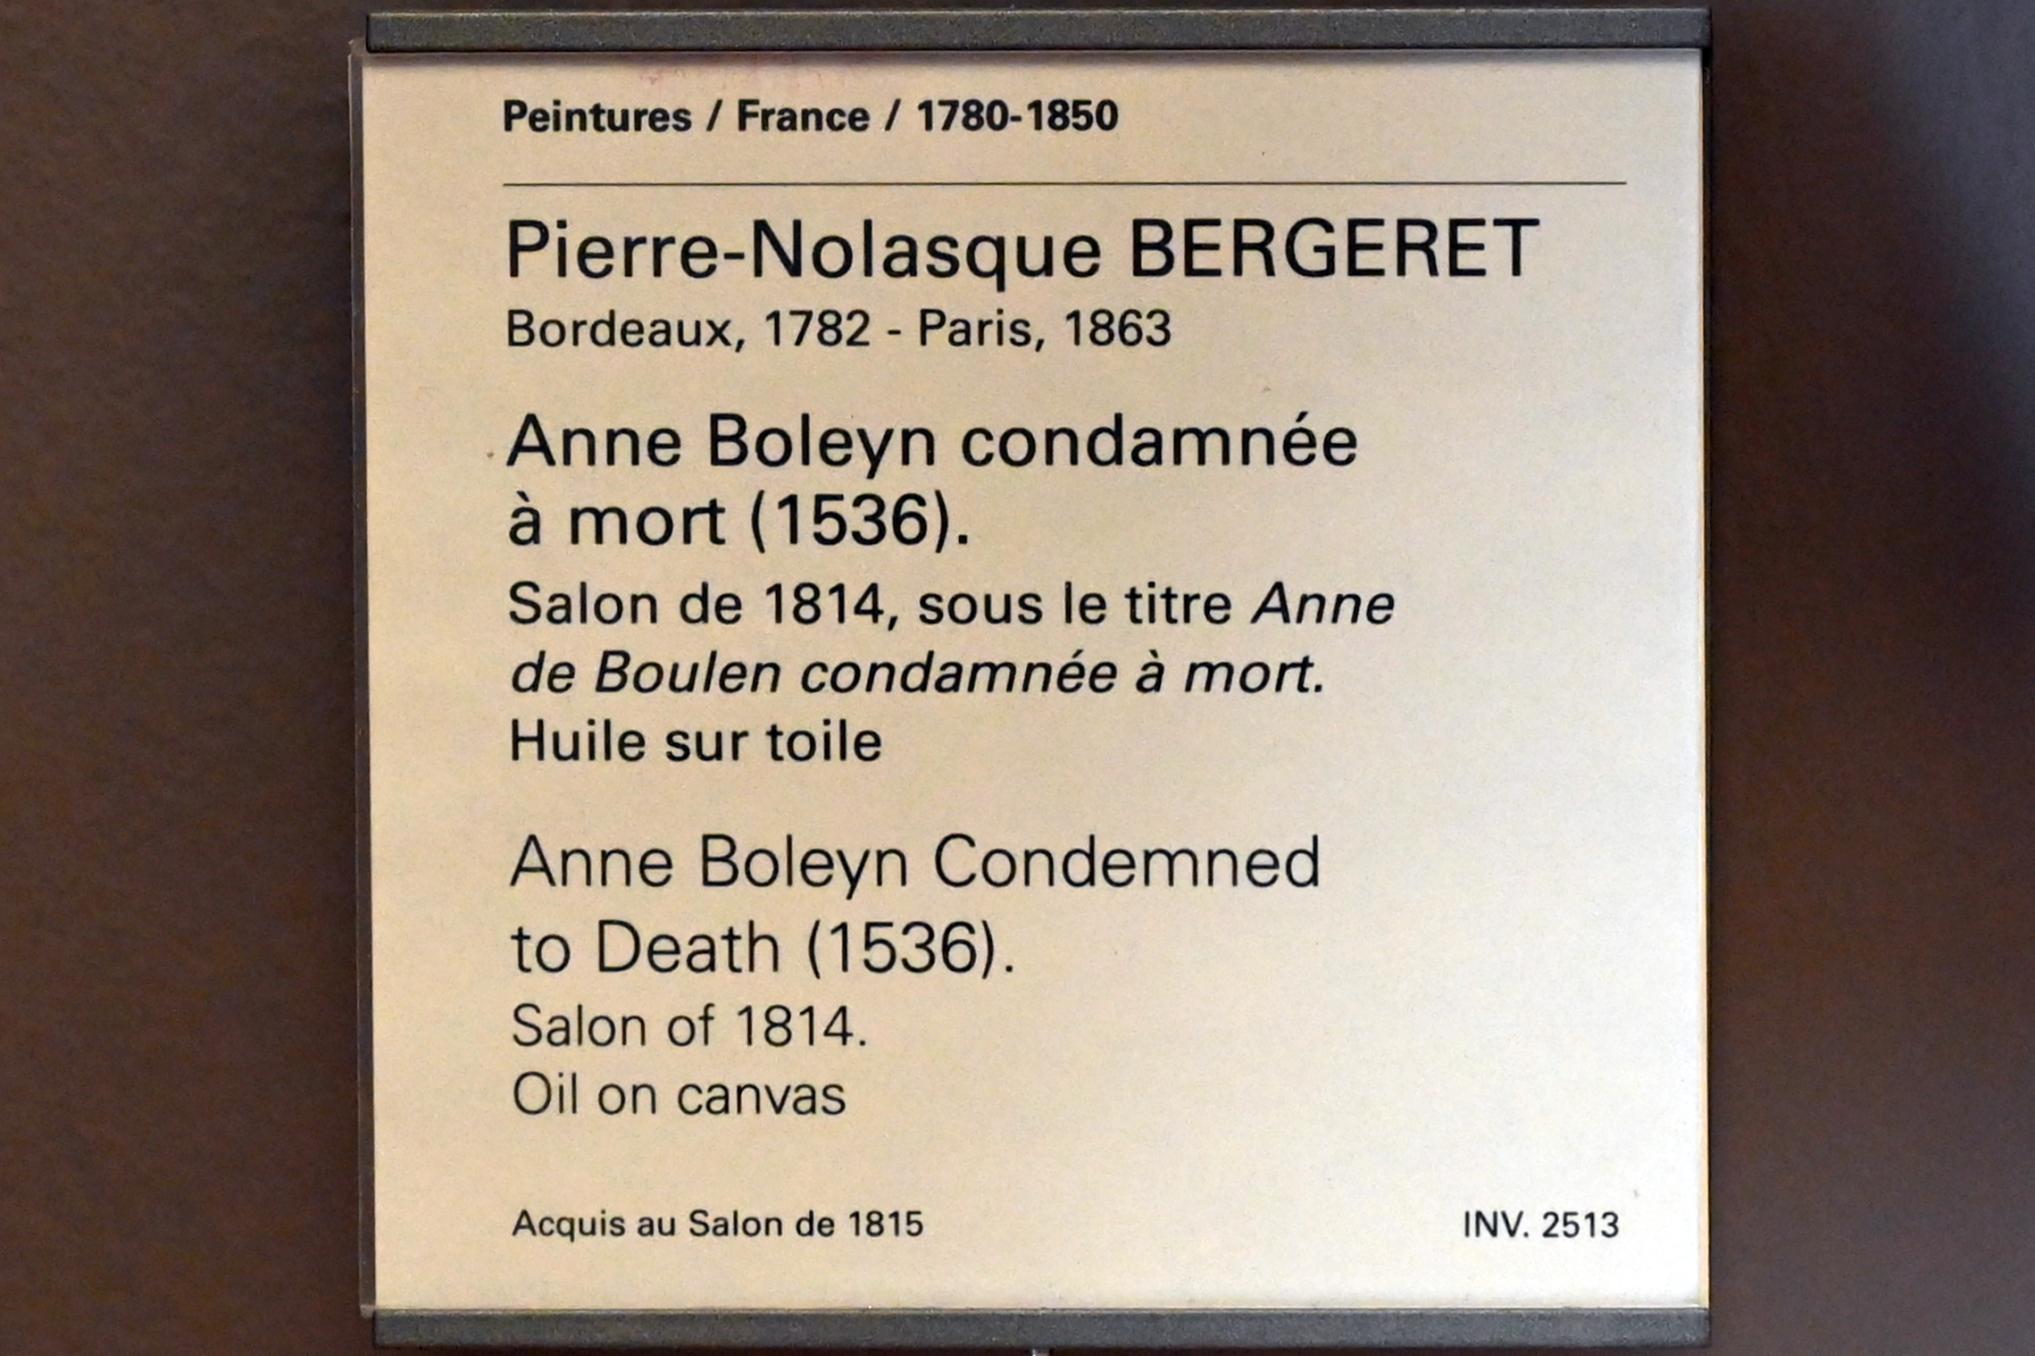 Peintures / France / 1780-1850
Pierre-Nolasque BERGERET
Bordeaux, 1782 - Paris, 1863
Anne Boleyn condamnée
à mort (1536).
Salon de 1814, sous le titre Anne
de Boulen condamnée à mort.
Huile sur toile
Anne Boleyn Condemned
to Death (1536).
Salon of 1814.
Oil on canvas
Acquis au Salon de 1815 INV. 2513